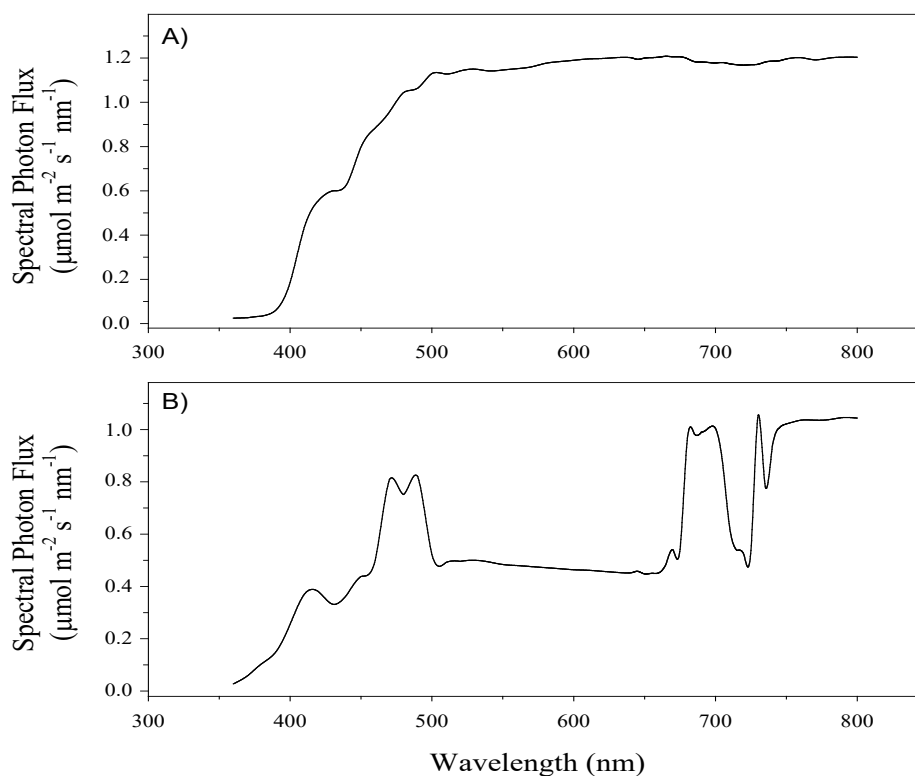 A)
Spectral Photon Flux
(μmol m⁻² s⁻¹ nm⁻¹)
1.2
1.0
0.8
0.6
0.4
0.2
0.0
300 400 500 600 700 800
B)
Spectral Photon Flux
(μmol m⁻² s⁻¹ nm⁻¹)
1.0
0.8
0.6
0.4
0.2
0.0
300 400 500 600 700 800
Wavelength (nm)